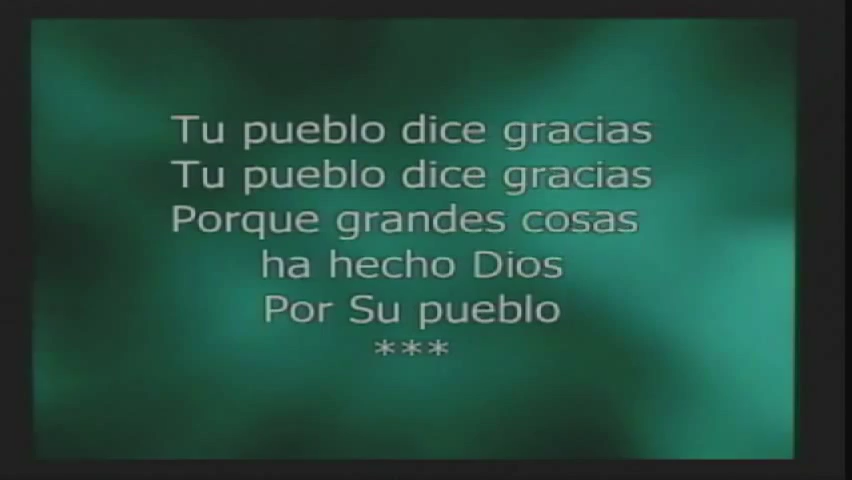 Tu pueblo dice gracias
Tu pueblo dice gracias
Porque grandes cosas
ha hecho Dios
Por Su pueblo
***